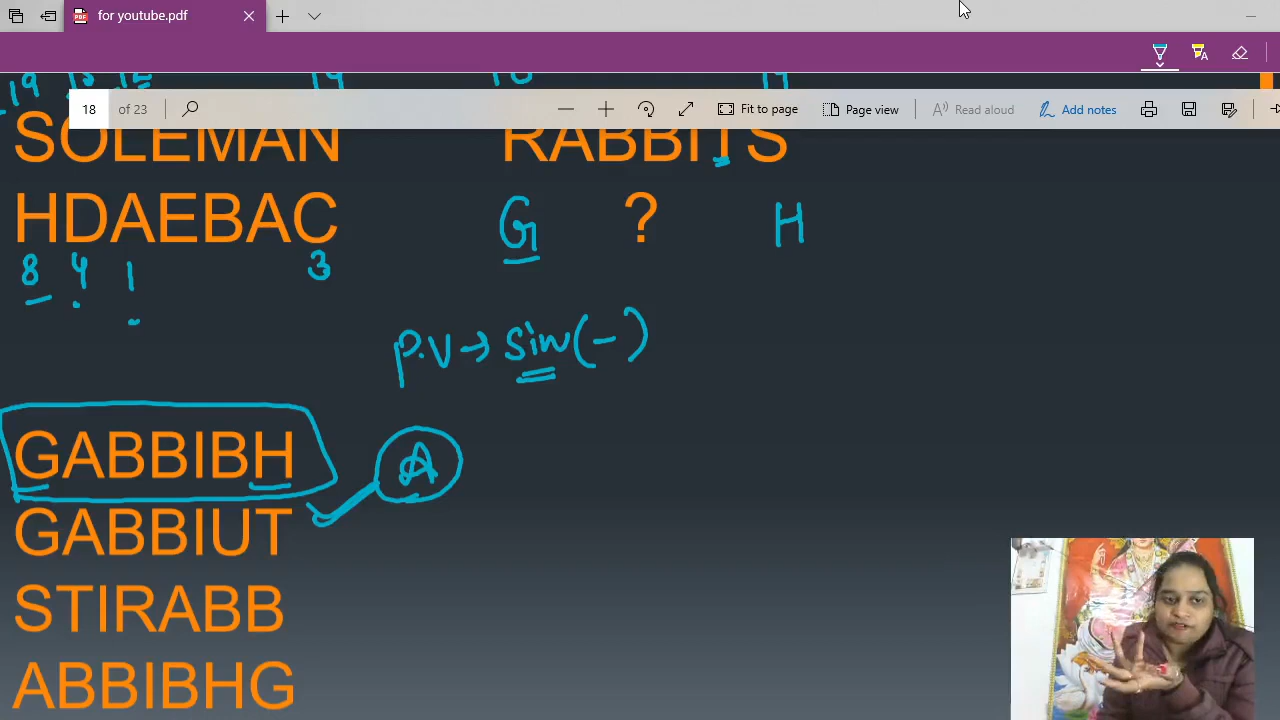 for youtube.pdf
18 of 23 Fit to page Page view Read aloud Add notes
19
SOLEMAN RABBITS
HDAEBAC G ? H
8 4 1 3
P.V → Sin (-)
GABBIBH A
GABBIUT
STIRABB
ABBIBHG